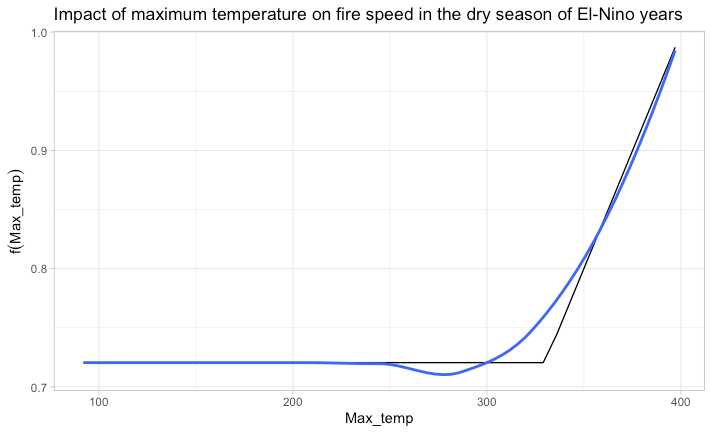 Impact of maximum temperature on fire speed in the dry season of El-Nino years
1.0
0.9
0.8
0.7
f(Max_temp)
100 200 300 400
Max_temp